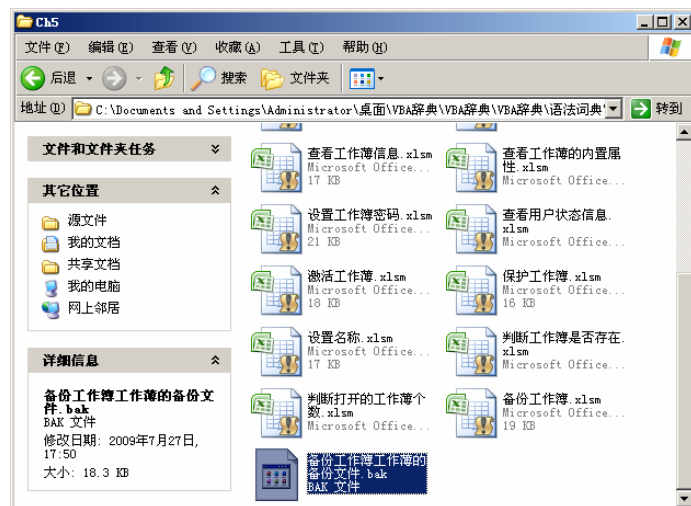 Ch5
文件(F) 编辑(E) 查看(V) 收藏(A) 工具(T) 帮助(H)
后退 搜索 文件夹
地址(D) C:\Documents and Settings\Administrator\桌面\VBA辞典\VBA辞典\VBA辞典\语法词典 转到
文件和文件夹任务
其它位置
源文件
我的文档
共享文档
我的电脑
网上邻居
详细信息
备份工作簿工作薄的备份文
件.bak
BAK 文件
修改日期: 2009年7月27日,
17:50
大小: 18.3 KB
查看工作薄信息.xlsm
Microsoft Office...
17 KB
查看工作薄的内置属
性.xlsm
Microsoft Office...
设置工作簿密码.xlsm
Microsoft Office...
21 KB
查看用户状态信息.
xlsm
Microsoft Office...
激活工作薄.xlsm
Microsoft Office...
18 KB
保护工作簿.xlsm
Microsoft Office...
16 KB
设置名称.xlsm
Microsoft Office...
17 KB
判断工作簿是否存在.
xlsm
Microsoft Office...
判断打开的工作薄个
数.xlsm
Microsoft Office...
备份工作簿.xlsm
Microsoft Office...
19 KB
备份工作簿工作薄的
备份文件.bak
BAK 文件